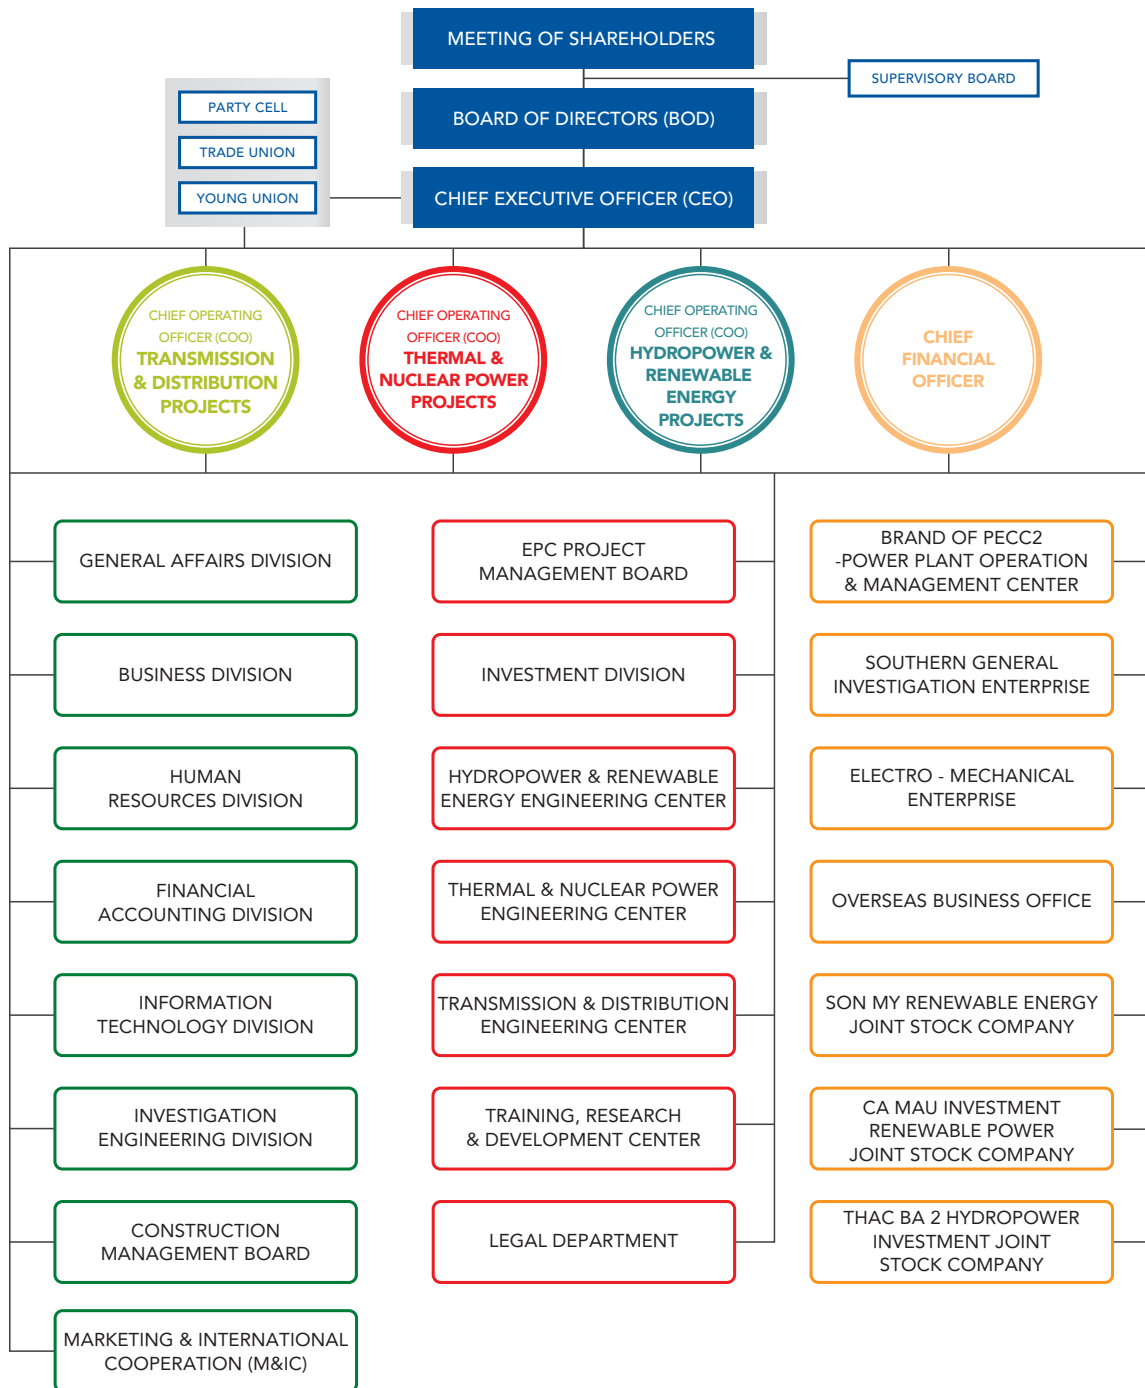 MEETING OF SHAREHOLDERS
SUPERVISORY BOARD
PARTY CELL
TRADE UNION
YOUNG UNION
BOARD OF DIRECTORS (BOD)
CHIEF EXECUTIVE OFFICER (CEO)
CHIEF OPERATING
OFFICER (COO)
TRANSMISSION
& DISTRIBUTION
PROJECTS
CHIEF OPERATING
OFFICER (COO)
THERMAL &
NUCLEAR POWER
PROJECTS
CHIEF OPERATING
OFFICER (COO)
HYDROPOWER &
RENEWABLE
ENERGY
PROJECTS
CHIEF
FINANCIAL
OFFICER
GENERAL AFFAIRS DIVISION
BUSINESS DIVISION
HUMAN
RESOURCES DIVISION
FINANCIAL
ACCOUNTING DIVISION
INFORMATION
TECHNOLOGY DIVISION
INVESTIGATION
ENGINEERING DIVISION
CONSTRUCTION
MANAGEMENT BOARD
MARKETING & INTERNATIONAL
COOPERATION (M&IC)
EPC PROJECT
MANAGEMENT BOARD
INVESTMENT DIVISION
HYDROPOWER & RENEWABLE
ENERGY ENGINEERING CENTER
THERMAL & NUCLEAR POWER
ENGINEERING CENTER
TRANSMISSION & DISTRIBUTION
ENGINEERING CENTER
TRAINING, RESEARCH
& DEVELOPMENT CENTER
LEGAL DEPARTMENT
BRAND OF PECC2
-POWER PLANT OPERATION
& MANAGEMENT CENTER
SOUTHERN GENERAL
INVESTIGATION ENTERPRISE
ELECTRO - MECHANICAL
ENTERPRISE
OVERSEAS BUSINESS OFFICE
SON MY RENEWABLE ENERGY
JOINT STOCK COMPANY
CA MAU INVESTMENT
RENEWABLE POWER
JOINT STOCK COMPANY
THAC BA 2 HYDROPOWER
INVESTMENT JOINT
STOCK COMPANY